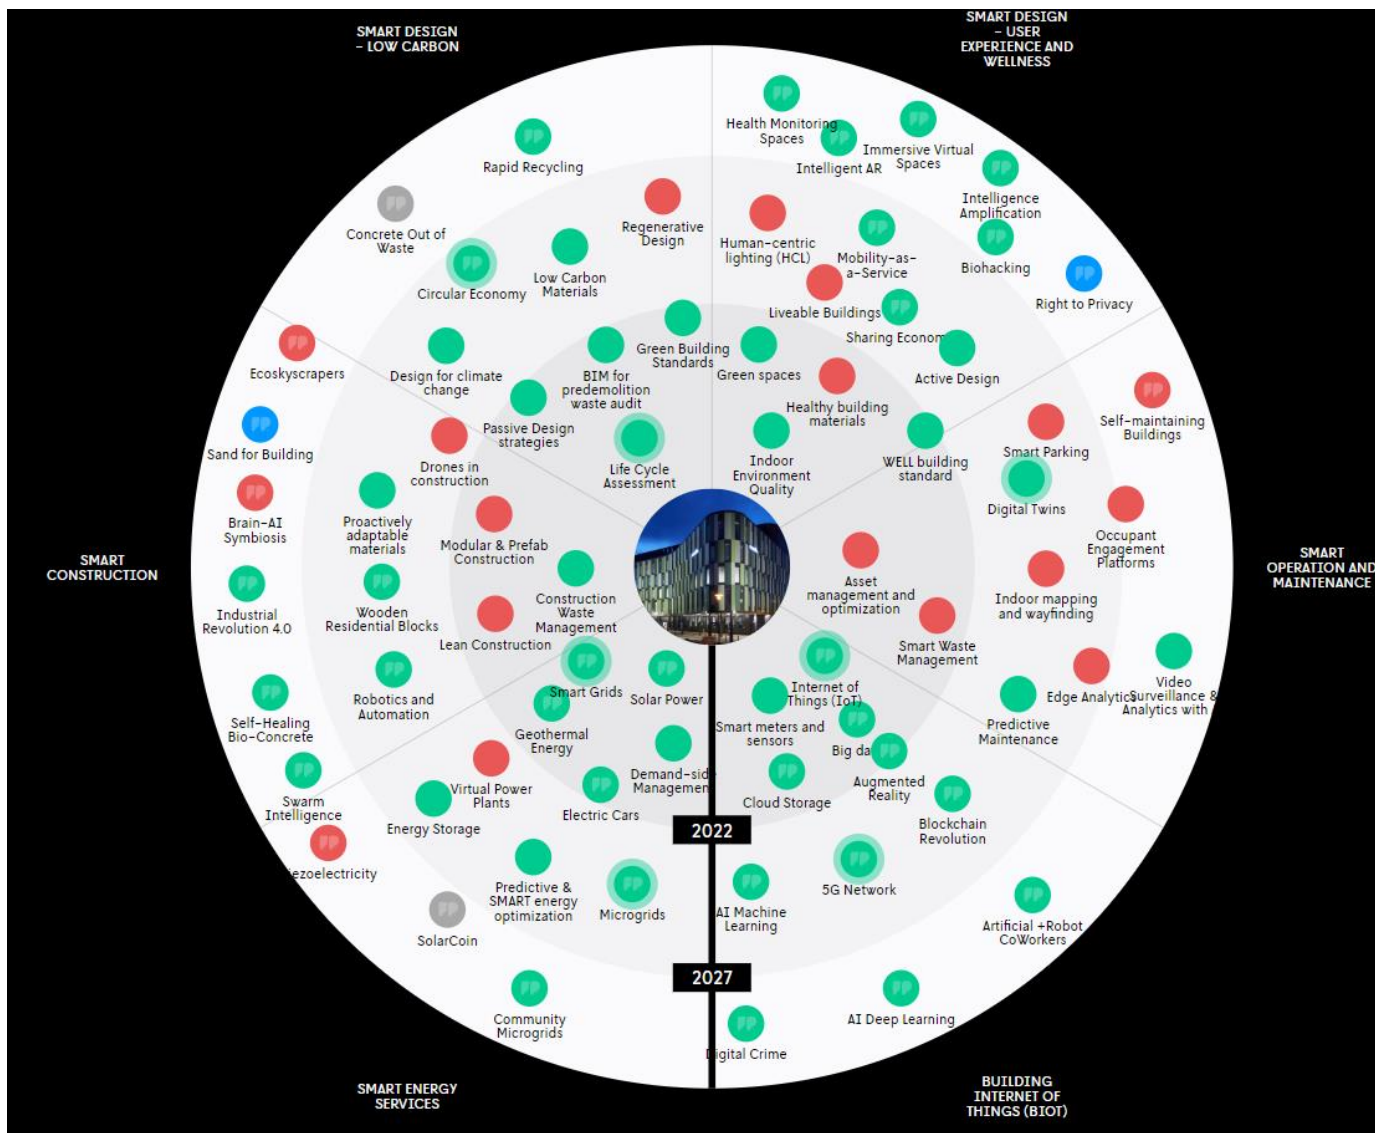 SMART DESIGN
– LOW CARBON
SMART DESIGN
– USER
EXPERIENCE AND
WELLNESS
Health Monitoring
Spaces
Intelligent AR
Immersive Virtual
Spaces
Rapid Recycling
Intelligence
Amplification
Concrete Out of
Waste
Regenerative
Design
Human-centric
lighting (HCL)
Mobility-as-
a-Service
Biohacking
Circular Economy
Low Carbon
Materials
Right to Privacy
Liveable Buildings
Sharing Econom
Ecoskyscrapers
Design for climate
change
BIM for
predemolition
waste audit
Green Building
Standards
Green spaces
Active Design
Passive Design
strategies
Healthy building
materials
Self-maintaining
Buildings
Sand for Building
Drones in
construction
Life Cycle
Assessment
Indoor
Environment
Quality
WELL building
standard
Smart Parking
Digital Twins
Brain-AI
Symbiosis
Proactively
adaptable
materials
Modular & Prefab
Construction
Occupant
Engagement
Platforms
SMART
CONSTRUCTION
SMART
OPERATION AND
MAINTENANCE
Industrial
Revolution 4.0
Wooden
Residential Blocks
Construction
Waste
Management
Asset
management and
optimization
Indoor mapping
and wayfinding
Lean Construction
Smart Waste
Management
Self-Healing
Bio-Concrete
Robotics and
Automation
Smart Grids
Solar Power
Internet of
Things (IoT)
Edge Analytics
Video
Surveillance &
Analytics with
Geothermal
Energy
Smart meters and
sensors
Big da
Predictive
Maintenance
Swarm
Intelligence
Virtual Power
Plants
Demand-side
Managemen
Augmented
Reality
Energy Storage
Electric Cars
Cloud Storage
Blockchain
Revolution
2022
iezoelectricity
Predictive &
SMART energy
optimization
Microgrids
AI Machine
Learning
5G Network
SolarCoin
Artificial +Robot
CoWorkers
2027
Community
Microgrids
Digital Crime
AI Deep Learning
SMART ENERGY
SERVICES
BUILDING
INTERNET OF
THINGS (BIOT)